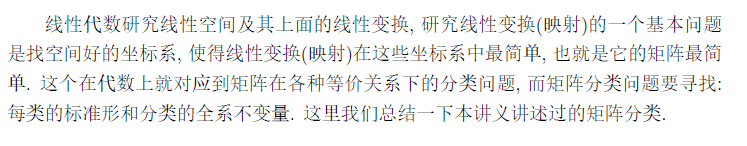 线性代数研究线性空间及其上面的线性变换, 研究线性变换(映射)的一个基本问题
是找空间好的坐标系, 使得线性变换(映射)在这些坐标系中最简单, 也就是它的矩阵最简
单. 这个在代数上就对应到矩阵在各种等价关系下的分类问题, 而矩阵分类问题要寻找:
每类的标准形和分类的全系不变量. 这里我们总结一下本讲义讲述过的矩阵分类.